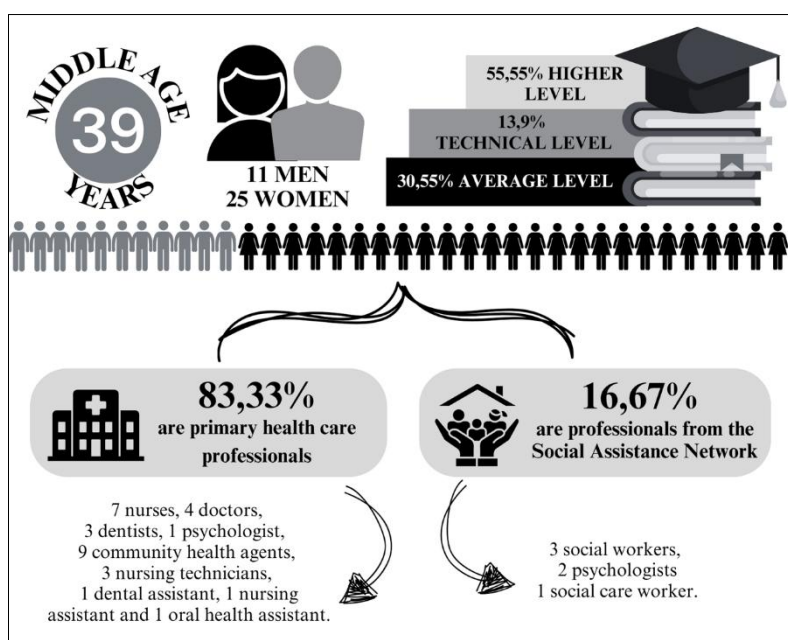 MIDDLE AGE
39
YEARS
11 MEN
25 WOMEN
55,55% HIGHER
LEVEL
13,9%
TECHNICAL LEVEL
30,55% AVERAGE LEVEL
83,33%
are primary health care
professionals
16,67%
are professionals from the
Social Assistance Network
7 nurses, 4 doctors,
3 dentists, 1 psychologist,
9 community health agents,
3 nursing technicians,
1 dental assistant, 1 nursing
assistant and 1 oral health assistant.
3 social workers,
2 psychologists
1 social care worker.